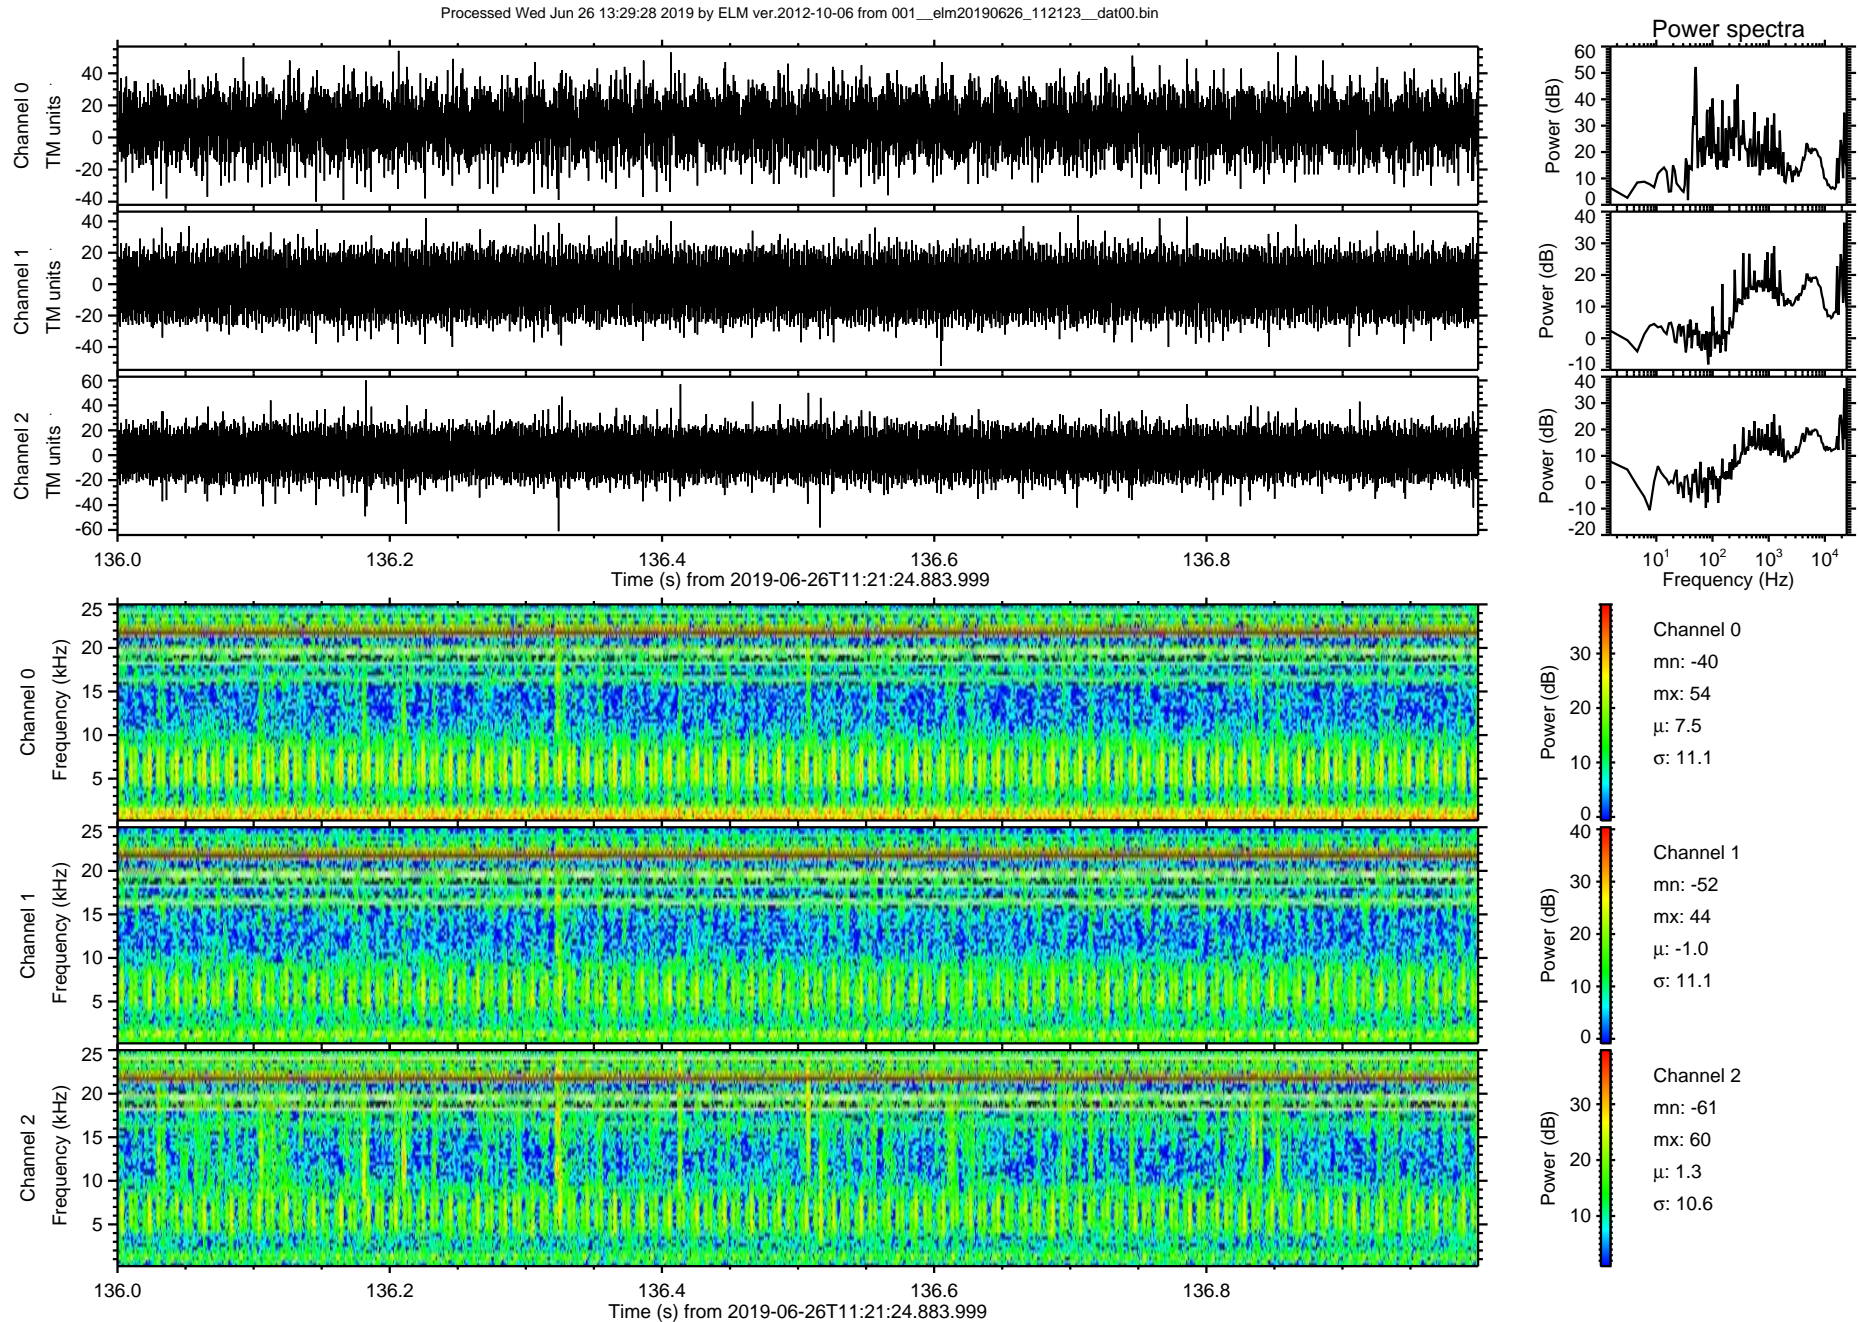 Processed Wed Jun 26 13:29:28 2019 by ELM ver.2012-10-06 from 001__elm20190626_112123__dat00.bin
Power spectra
Channel 0
TM units
40
20
0
-20
-40
Power (dB)
60
50
40
30
20
10
0
Channel 1
TM units
40
20
0
-20
-40
Power (dB)
40
30
20
10
0
-10
Channel 2
TM units
60
40
20
0
-20
-40
-60
Power (dB)
40
30
20
10
0
-10
-20
136.0 136.2 136.4 136.6 136.8
Time (s) from 2019-06-26T11:21:24.883.999
10^1 10^2 10^3 10^4
Frequency (Hz)
Channel 0
Frequency (kHz)
25
20
15
10
5
Power (dB)
30
20
10
0
Channel 0
mn: -40
mx: 54
μ: 7.5
σ: 11.1
Channel 1
Frequency (kHz)
25
20
15
10
5
Power (dB)
40
30
20
10
0
Channel 1
mn: -52
mx: 44
μ: -1.0
σ: 11.1
Channel 2
Frequency (kHz)
25
20
15
10
5
Power (dB)
30
20
10
Channel 2
mn: -61
mx: 60
μ: 1.3
σ: 10.6
136.0 136.2 136.4 136.6 136.8
Time (s) from 2019-06-26T11:21:24.883.999